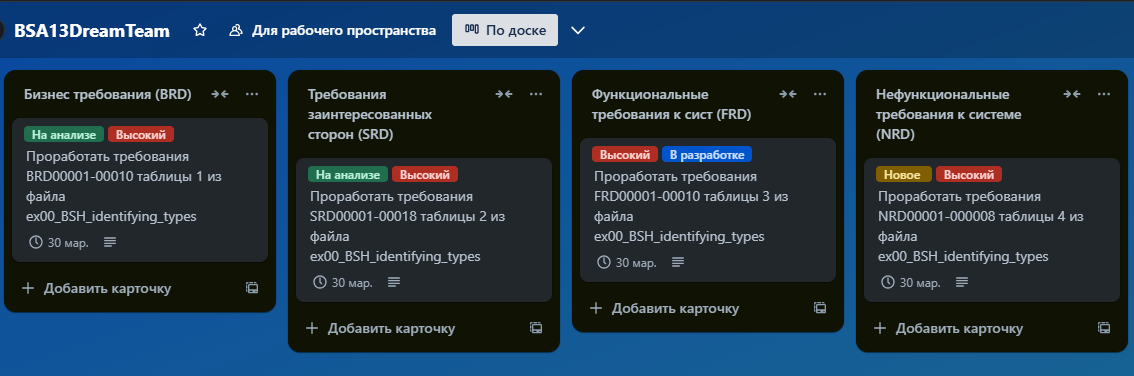 BSA13DreamTeam
Для рабочего пространства
По доске
Бизнес требования (BRD)
На анализе
Высокий
Проработать требования
BRD00001-00010 таблицы 1 из
файла
ex00_BSH_identifying_types
30 мар.
Добавить карточку
Требования
заинтересованных
сторон (SRD)
На анализе
Высокий
Проработать требования
SRD00001-00018 таблицы 2 из
файла
ex00_BSH_identifying_types
30 мар.
Добавить карточку
Функциональные
требования к сист (FRD)
Высокий
В разработке
Проработать требования
FRD00001-00010 таблицы 3 из
файла
ex00_BSH_identifying_types
30 мар.
Добавить карточку
Нефункциональные
требования к системе
(NRD)
Новое
Высокий
Проработать требования
NRD00001-000008 таблицы 4 из
файла
ex00_BSH_identifying_types
30 мар.
Добавить карточку